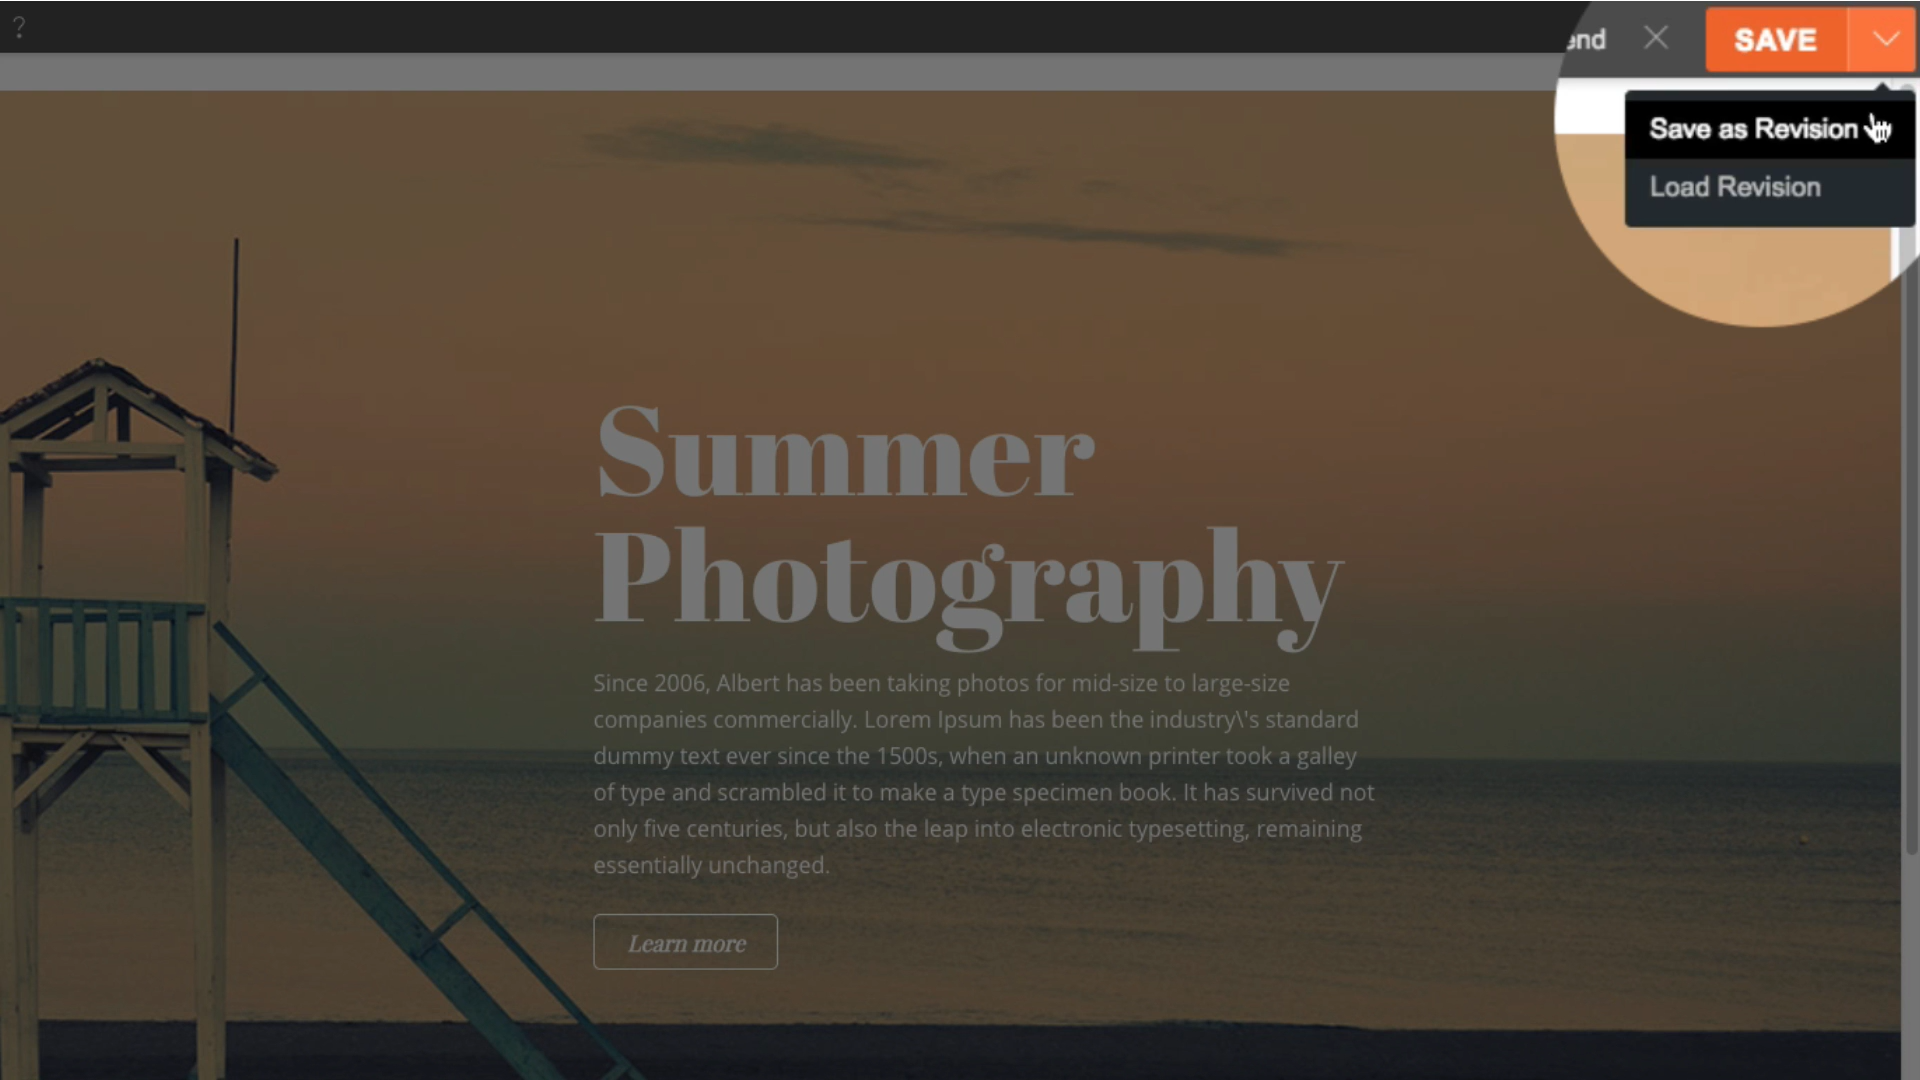 ?
end
SAVE
Save as Revision
Load Revision
Summer
Photography
Since 2006, Albert has been taking photos for mid-size to large-size
companies commercially. Lorem Ipsum has been the industry\'s standard
dummy text ever since the 1500s, when an unknown printer took a galley
of type and scrambled it to make a type specimen book. It has survived not
only five centuries, but also the leap into electronic typesetting, remaining
essentially unchanged.
Learn more